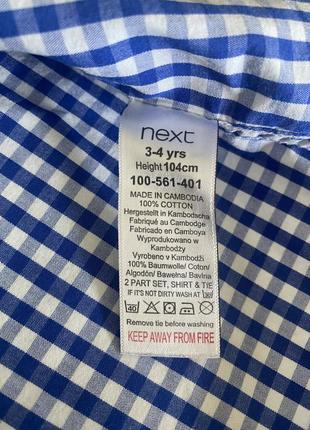 next
3-4 yrs
Height 104cm
100-561-401
MADE IN CAMBODIA
100% COTTON
Hergestellt in Kambodscha
Fabriqué au Cambodge
Fabricado en Camboya
Wyprodukowano w
Kambodży
Vyrobeno v Kambodži
100% Baumwolle/ Coton/
Algodón/ Bawełna/ Bavlna
2 PART SET, SHIRT & TIE
IF IT'S NOT DIRTY WASH AT 30
40
Remove tie before washing
KEEP AWAY FROM FIRE